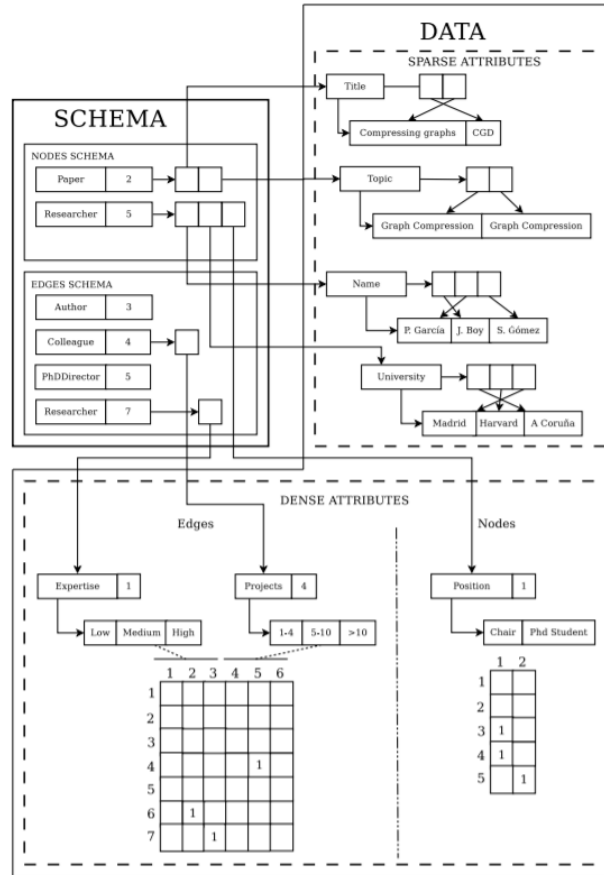 DATA
SPARSE ATTRIBUTES
Title
Compressing graphs CGD
SCHEMA
NODES SCHEMA
Paper 2
Topic
Researcher 5
Graph Compression Graph Compression
EDGES SCHEMA
Name
Author 3
P. García J. Boy S. Gómez
Colleague 4
PhDDirector 5
University
Researcher 7
Madrid Harvard A Coruña
DENSE ATTRIBUTES
Edges Nodes
Expertise 1 Projects 4 Position 1
Low Medium High 1-4 5-10 >10 Chair Phd Student
1 2 3 4 5 6 1 2
1 1
2 2
3 3 1
4 1 4 1
5 5 1
6 1
7 1